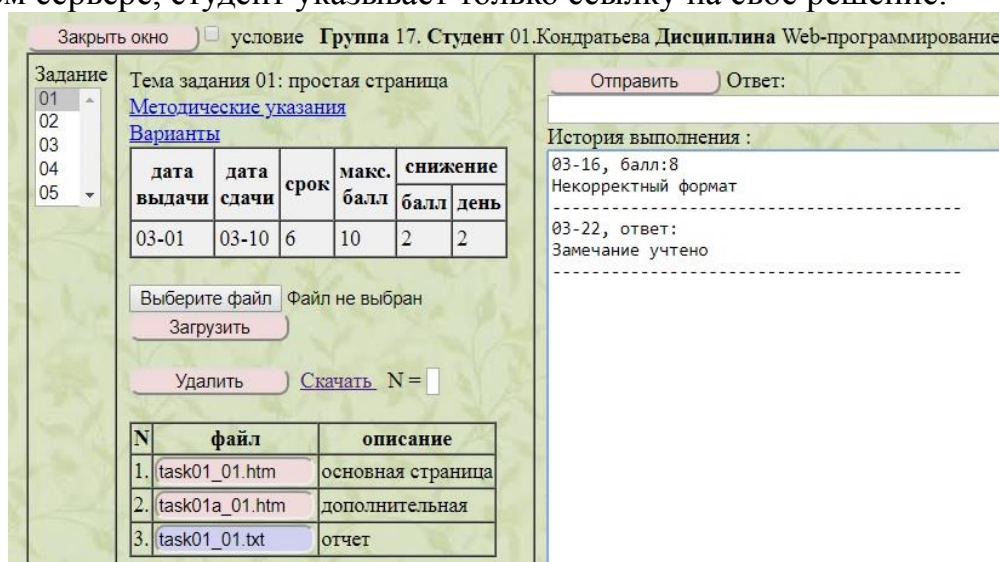 ем сервере, студент указывает только ссылку на свое решение.
Закрыть окно условие Группа 17. Студент 01.Кондратьева Дисциплина Web-программирование
Задание
01
02
03
04
05
Тема задания 01: простая страница
Методические указания
Варианты
дата выдачи дата сдачи срок макс. балл снижение
балл день
03-01 03-10 6 10 2 2
Выберите файл Файл не выбран
Загрузить
Удалить Скачать N =
N файл описание
1. task01_01.htm основная страница
2. task01a_01.htm дополнительная
3. task01_01.txt отчет
Отправить Ответ:
История выполнения :
03-16, балл:8
Некорректный формат
-----------------------------------------
03-22, ответ:
Замечание учтено
-----------------------------------------